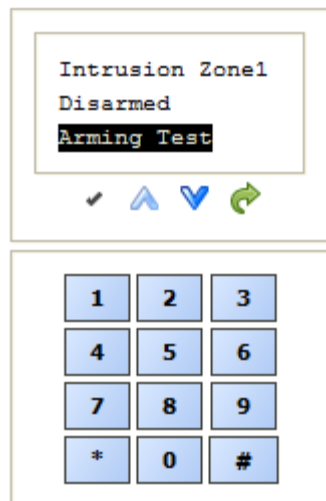 Intrusion Zone1
Disarmed
Arming Test
1 2 3
4 5 6
7 8 9
* 0 #